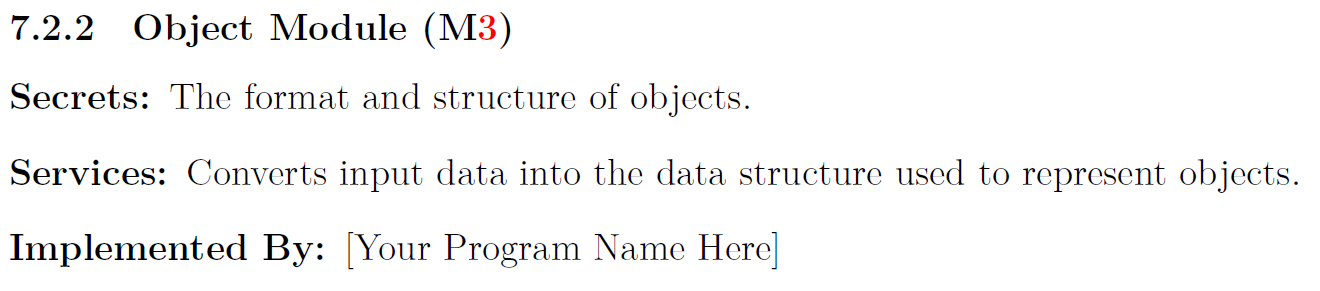 7.2.2 Object Module (M3)
Secrets: The format and structure of objects.
Services: Converts input data into the data structure used to represent objects.
Implemented By: [Your Program Name Here]